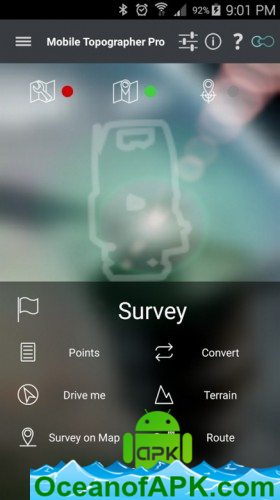 92% 9:01 PM
Mobile Topographer Pro
Survey
Points Convert
Drive me Terrain
Survey on Map Route
apk
OceanofAPK.com